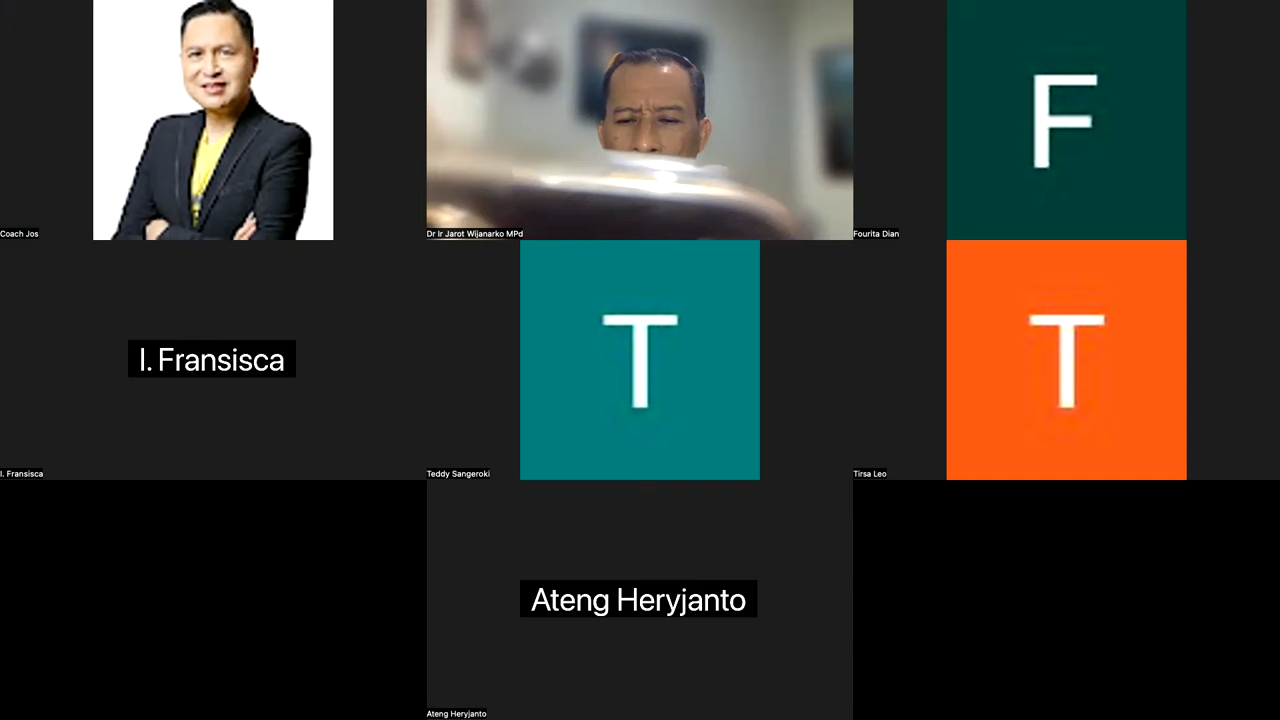 Coach Jos
Dr Ir Jarot Wijanarko MPd
F
Fourita Dian
I. Fransisca
I. Fransisca
T
Teddy Sangeroki
T
Tirsa Leo
Ateng Heryjanto
Ateng Heryjanto